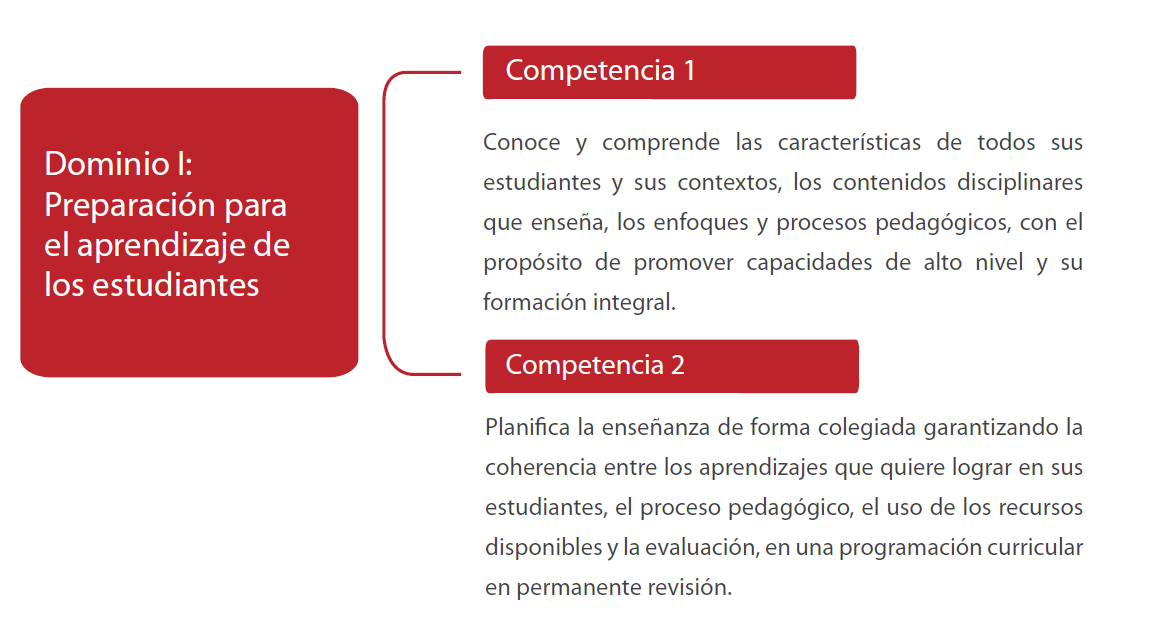 Dominio I:
Preparación para
el aprendizaje de
los estudiantes
Competencia 1
Conoce y comprende las características de todos sus
estudiantes y sus contextos, los contenidos disciplinares
que enseña, los enfoques y procesos pedagógicos, con el
propósito de promover capacidades de alto nivel y su
formación integral.
Competencia 2
Planifica la enseñanza de forma colegiada garantizando la
coherencia entre los aprendizajes que quiere lograr en sus
estudiantes, el proceso pedagógico, el uso de los recursos
disponibles y la evaluación, en una programación curricular
en permanente revisión.